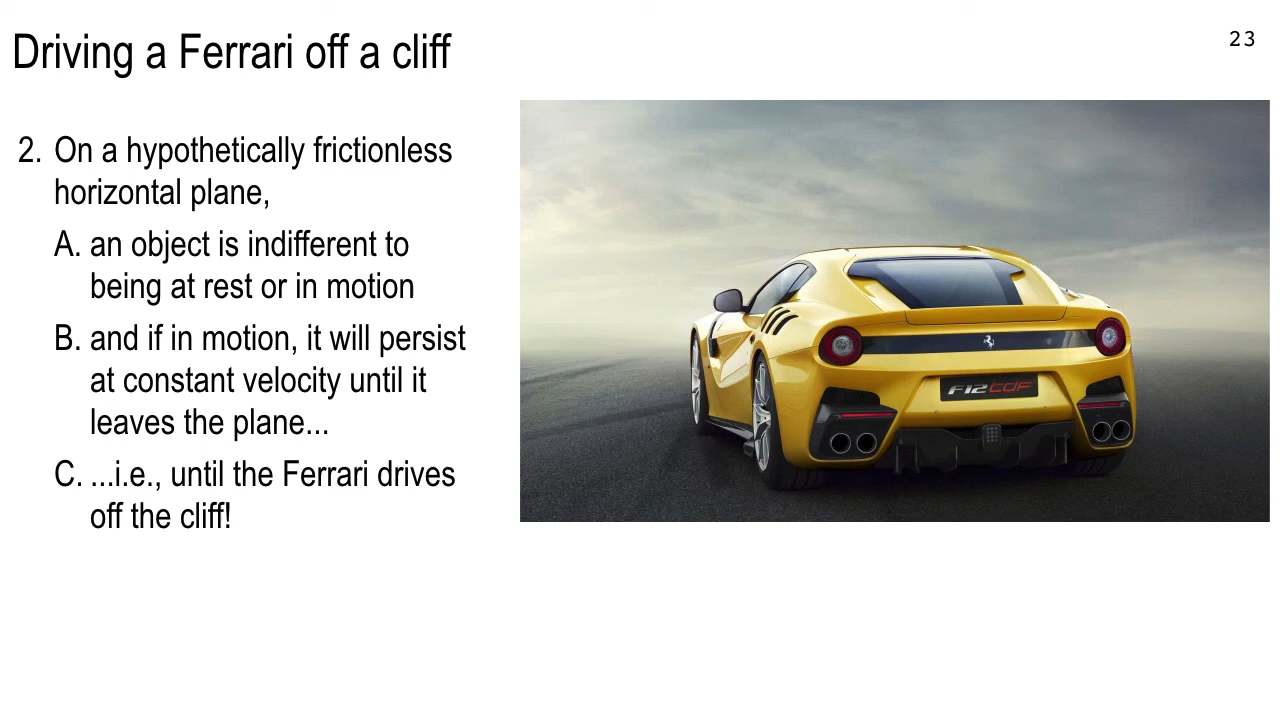 Driving a Ferrari off a cliff
23
2. On a hypothetically frictionless
horizontal plane,
A. an object is indifferent to
being at rest or in motion
B. and if in motion, it will persist
at constant velocity until it
leaves the plane...
C. ...i.e., until the Ferrari drives
off the cliff!
F12tdf